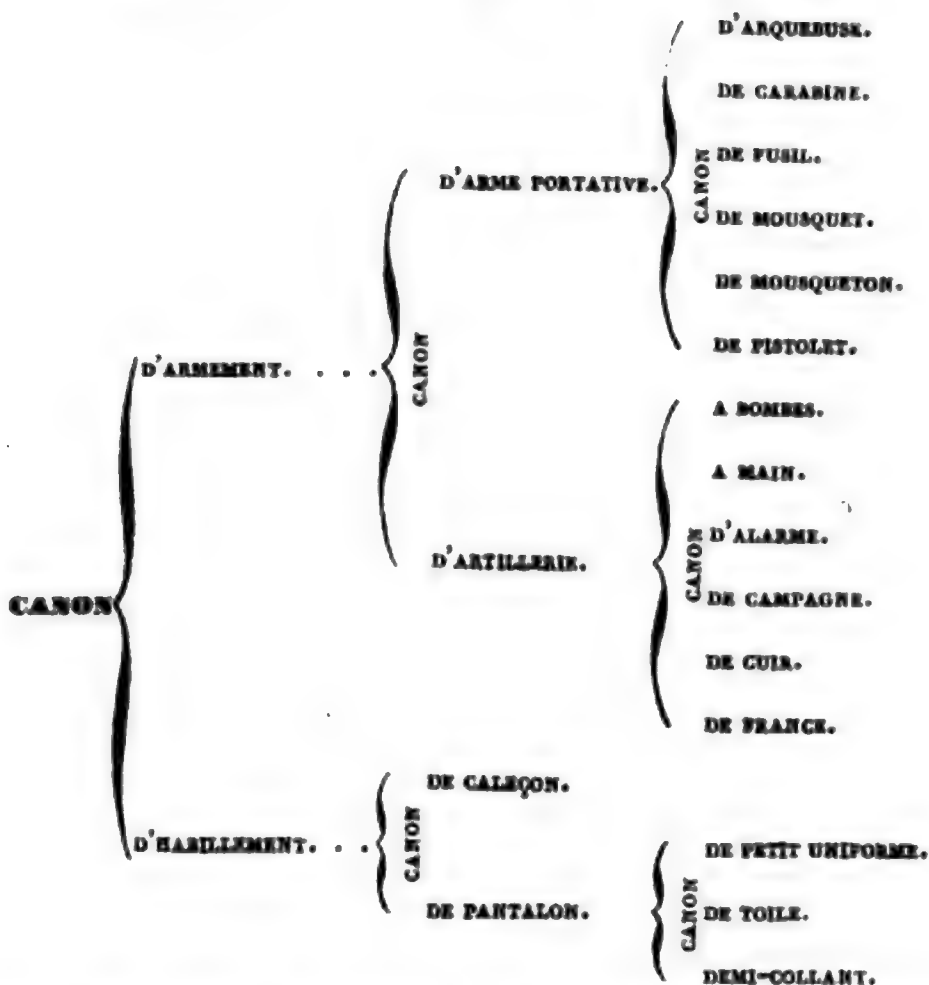 D'ARQUEBUSE.
DE CARABINE.
CANON
DE FUSIL.
D'ARME PORTATIVE.
DE MOUSQUET.
DE MOUSQUETON.
DE PISTOLET.
CANON
D'ARMEMENT. . . .
A BOMBES.
A MAIN.
CANON
D'ALARME.
D'ARTILLERIE.
DE CAMPAGNE.
CANON
DE CUIR.
DE FRANCE.
DE CALEÇON.
CANON
D'HABILLEMENT. . . .
DE PETIT UNIFORME.
CANON
DE PANTALON.
DE TOILE.
DEMI-COLLANT.